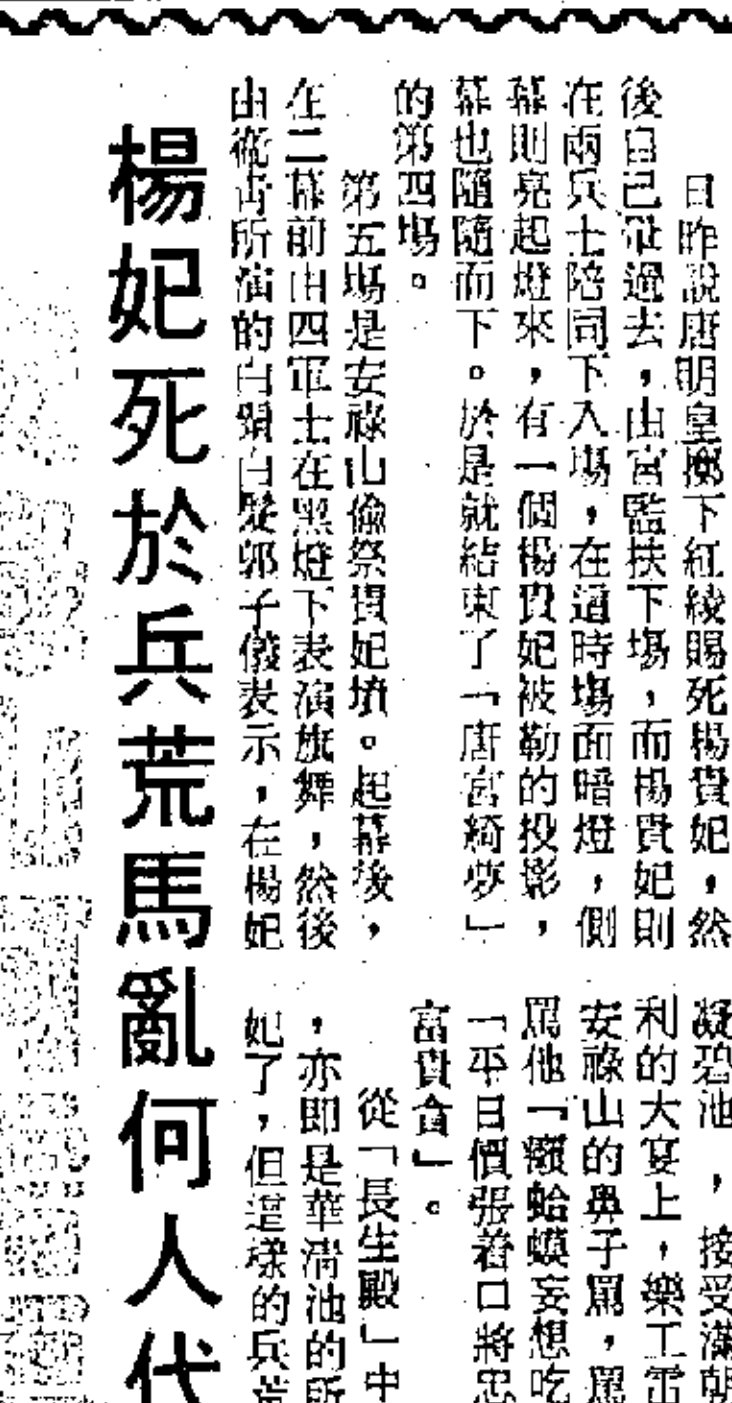 日昨說唐明皇擲下紅綾賜死楊貴妃，然
後自己泄過去，由宮監扶下場，而楊貴妃則
在兩兵士陪同下入場，在這時場面暗燈，側
幕則亮起燈來，有一個楊貴妃被勒的投影，
幕也隨隨而下。於是就結束了「唐宮綺夢」
的第四場。
第五場是安祿山偷祭貴妃墳。起幕後，
在二幕前由四軍士在黑燈下表演旗舞，然後
由 所演的白鬚白髮郭子儀表示，在楊妃
楊妃死於兵荒馬亂何人代
凝碧池，接受滿朝
利的大宴上，樂工雷
安祿山的鼻子罵，罵
罵他「癩蛤蟆妄想吃
「平日價張着口將忠
富貴貪」。
從「長生殿」中
，亦即是華清池的所
妃了，但這樣的兵荒